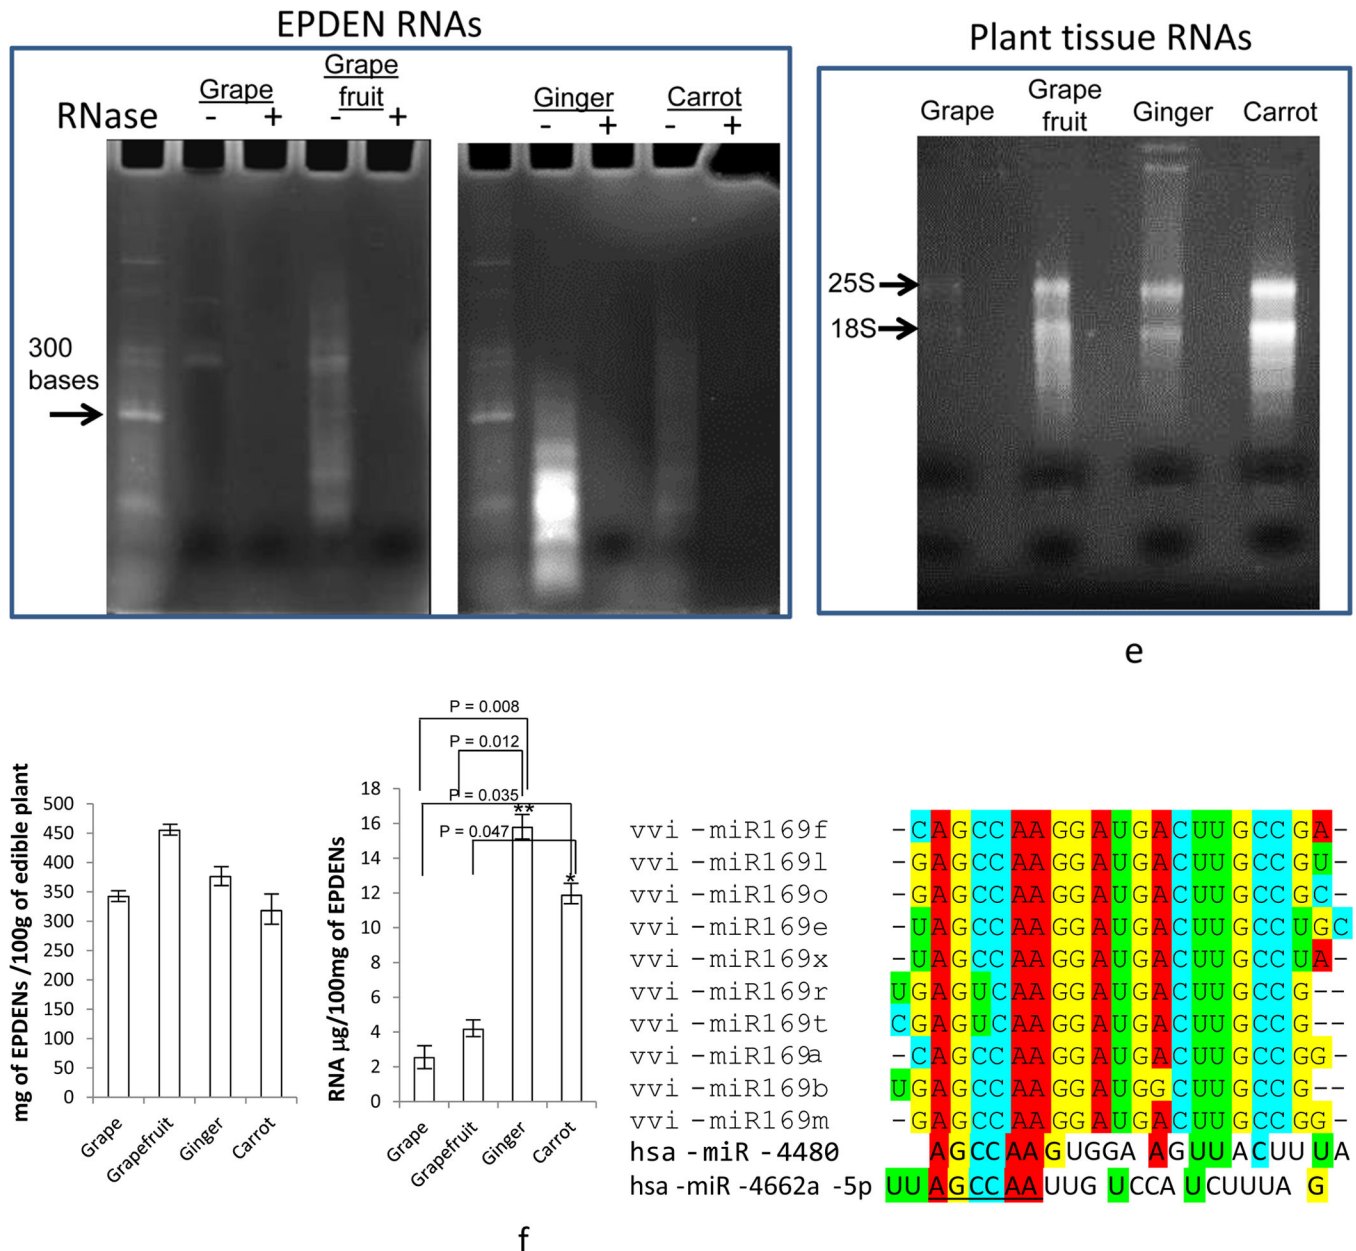 EPDEN RNAs
Plant tissue RNAs
RNase
Grape
- +
Grape
fruit
- +
Ginger
- +
Carrot
- +
300
bases
Grape
Grape
fruit
Ginger
Carrot
25S
18S
e
mg of EPDENs /100g of edible plant
500
450
400
350
300
250
200
150
100
50
0
Grape
Grapefruit
Ginger
Carrot
P = 0.008
P = 0.012
P = 0.035
P = 0.047
**
*
RNA µg/100mg of EPDENs
18
16
14
12
10
8
6
4
2
0
Grape
Grapefruit
Ginger
Carrot
f
vvi-miR169f -CAGCCAAGGAUGACUUGCCGA-
vvi-miR169l -GAGCCAAGGAUGACUUGCCGU-
vvi-miR169o -GAGCCAAGGAUGACUUGCCGC-
vvi-miR169e -UAGCCAAGGAUGACUUGCCUGC
vvi-miR169x -UAGCCAAGGAUGACUUGCCUA-
vvi-miR169r UGAGUCAAGGAUGACUUGCCG--
vvi-miR169t CGAGUCAAGGAUGACUUGCCG--
vvi-miR169a -CAGCCAAGGAUGACUUGCCGG-
vvi-miR169b UGAGCCAAGGAUGGCUUGCCG--
vvi-miR169m -GAGCCAAGGAUGACUUGCCGG-
hsa-miR-4480 AGCCAAGUGGA AGUUACUUUA
hsa-miR-4662a-5p UUAGCCAAUUG UCCAUCUUUA G